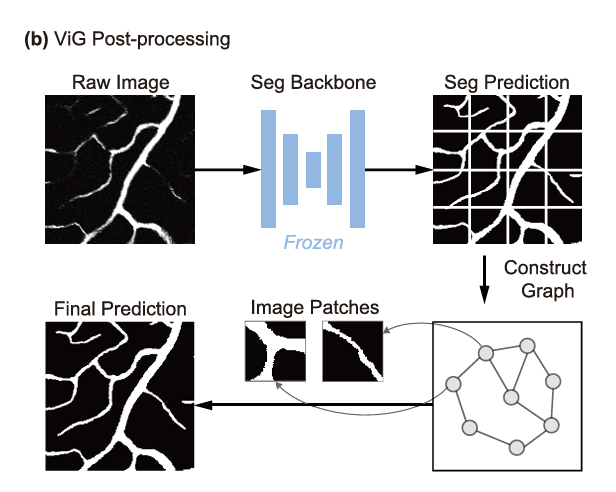 (b) ViG Post-processing
Raw Image
Seg Backbone
Seg Prediction
Frozen
Construct
Graph
Final Prediction
Image Patches